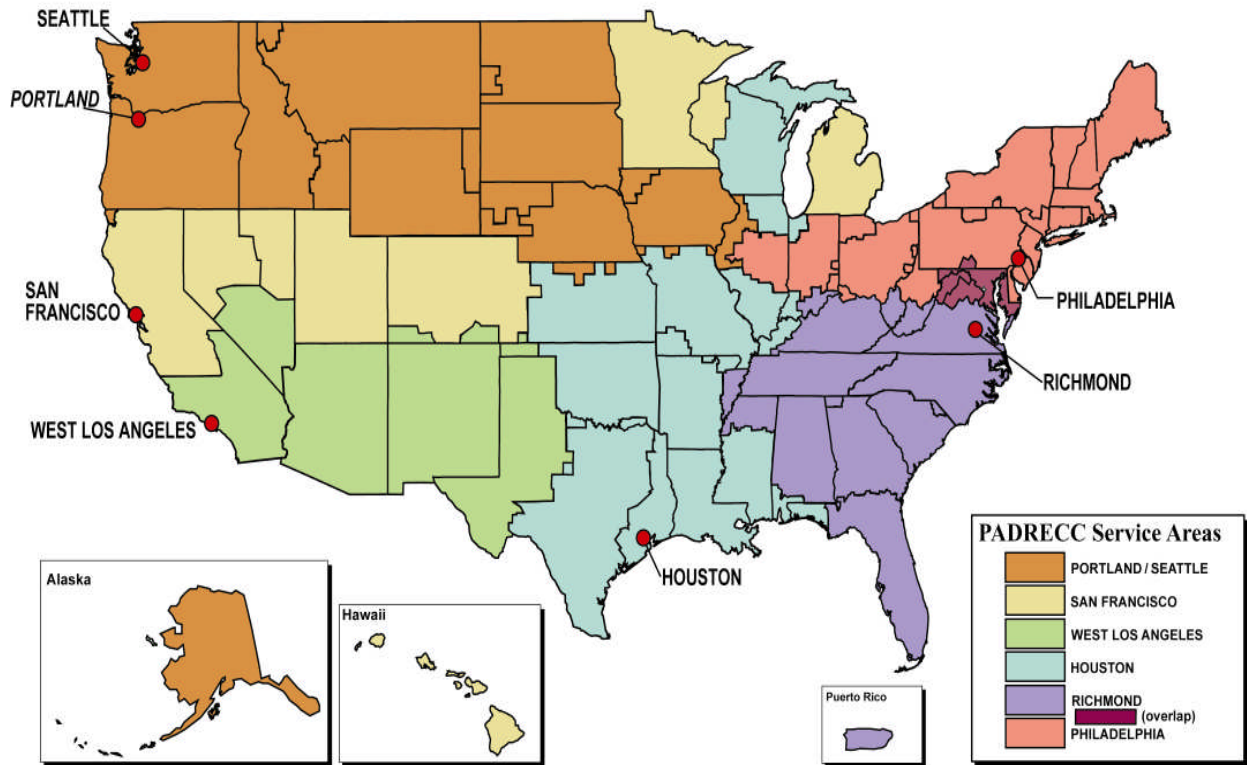 SEATTLE
PORTLAND
SAN
FRANCISCO
WEST LOS ANGELES
HOUSTON
PHILADELPHIA
RICHMOND
Alaska
Hawaii
Puerto Rico
PADRECC Service Areas
PORTLAND / SEATTLE
SAN FRANCISCO
WEST LOS ANGELES
HOUSTON
RICHMOND
(overlap)
PHILADELPHIA